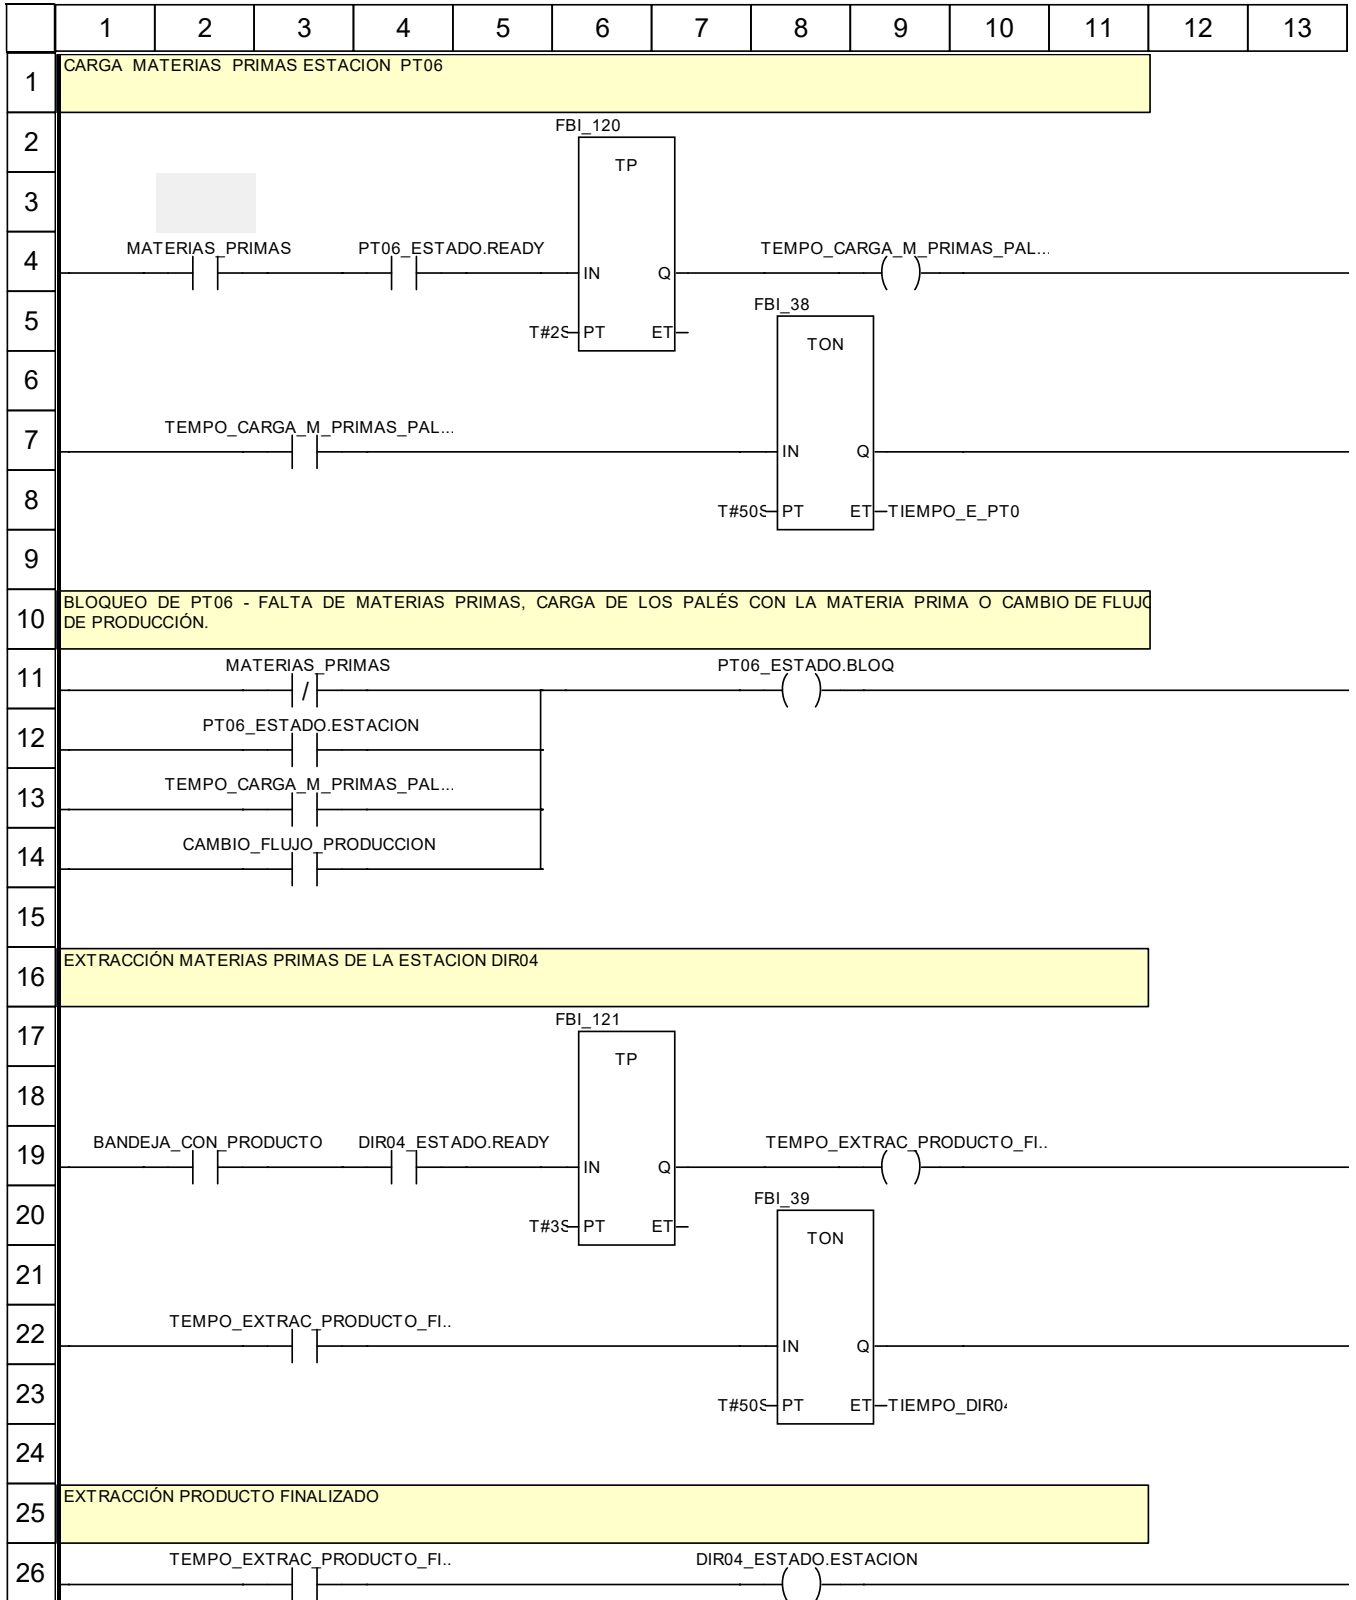 1 2 3 4 5 6 7 8 9 10 11 12 13
1
CARGA MATERIAS PRIMAS ESTACION PT06
2
FBI_120
TP
3
4
MATERIAS_PRIMAS PT06_ESTADO.READY TEMPO_CARGA_M_PRIMAS_PAL...
IN Q
5
FBI_38
T#2S PT ET
TON
6
7
TEMPO_CARGA_M_PRIMAS_PAL...
IN Q
8
T#50S PT ET TIEMPO_E_PT0
9
10
BLOQUEO DE PT06 - FALTA DE MATERIAS PRIMAS, CARGA DE LOS PALÉS CON LA MATERIA PRIMA O CAMBIO DE FLUJO
DE PRODUCCIÓN.
11
MATERIAS_PRIMAS PT06_ESTADO.BLOQ
/
12
PT06_ESTADO.ESTACION
13
TEMPO_CARGA_M_PRIMAS_PAL...
14
CAMBIO_FLUJO_PRODUCCION
15
16
EXTRACCIÓN MATERIAS PRIMAS DE LA ESTACION DIR04
17
FBI_121
TP
18
19
BANDEJA_CON_PRODUCTO DIR04_ESTADO.READY TEMPO_EXTRAC_PRODUCTO_FI..
IN Q
20
FBI_39
T#3S PT ET
TON
21
22
TEMPO_EXTRAC_PRODUCTO_FI..
IN Q
23
T#50S PT ET TIEMPO_DIR04
24
25
EXTRACCIÓN PRODUCTO FINALIZADO
26
TEMPO_EXTRAC_PRODUCTO_FI.. DIR04_ESTADO.ESTACION